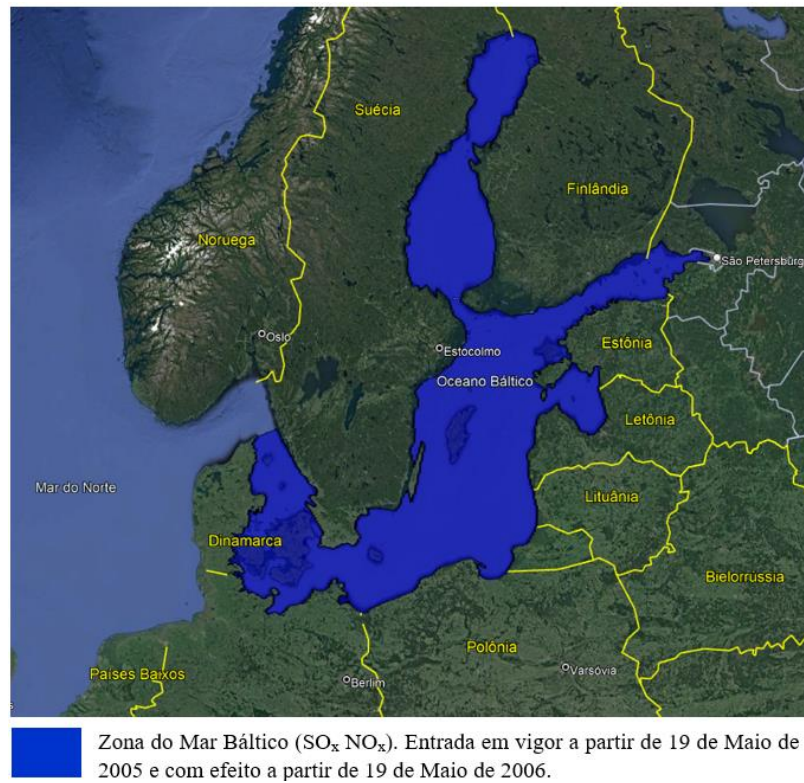 Suécia
Finlândia
Noruega
São Petersburg
Oslo
Estocolmo
Estônia
Oceano Báltico
Letônia
Mar do Norte
Lituânia
Dinamarca
Bielorrussia
Polônia
Países Baixos
Varsóvia
Berlim
Zona do Mar Báltico (SOₓ NOₓ). Entrada em vigor a partir de 19 de Maio de
2005 e com efeito a partir de 19 de Maio de 2006.